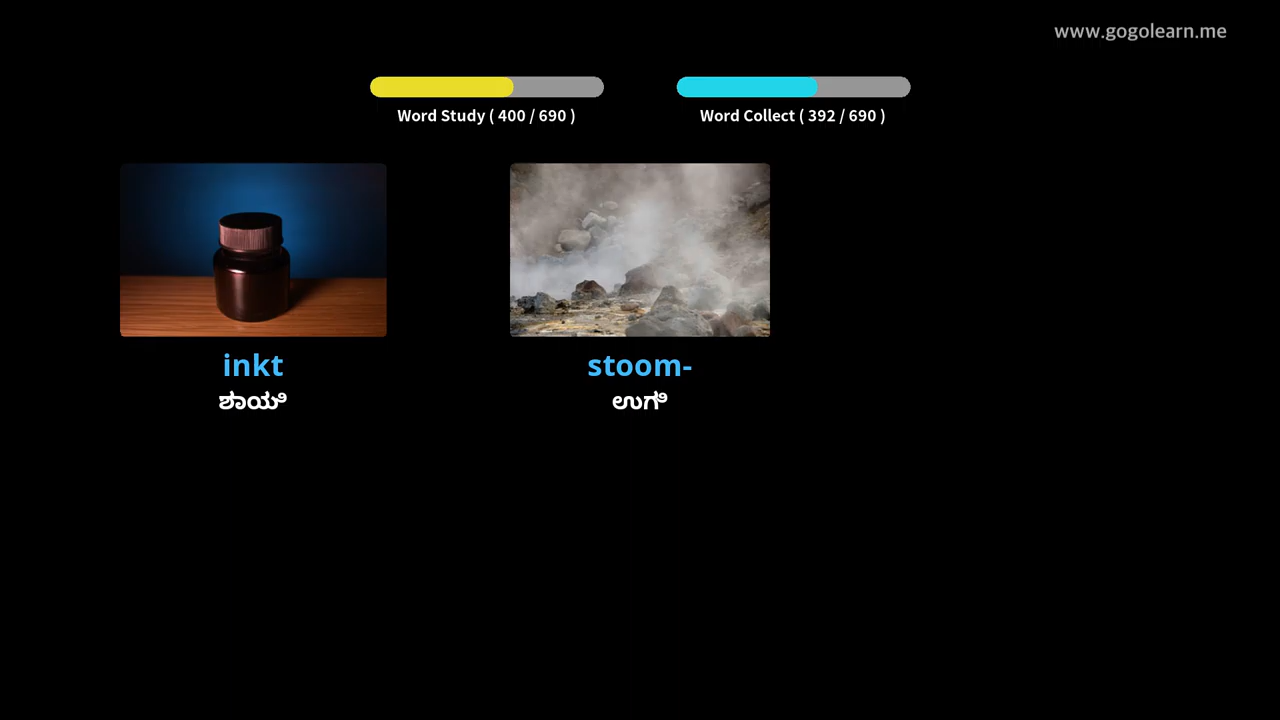 www.gogolearn.me
Word Study ( 400 / 690 )
Word Collect ( 392 / 690 )
inkt
ಶಾಯಿ
stoom-
ಉಗಿ